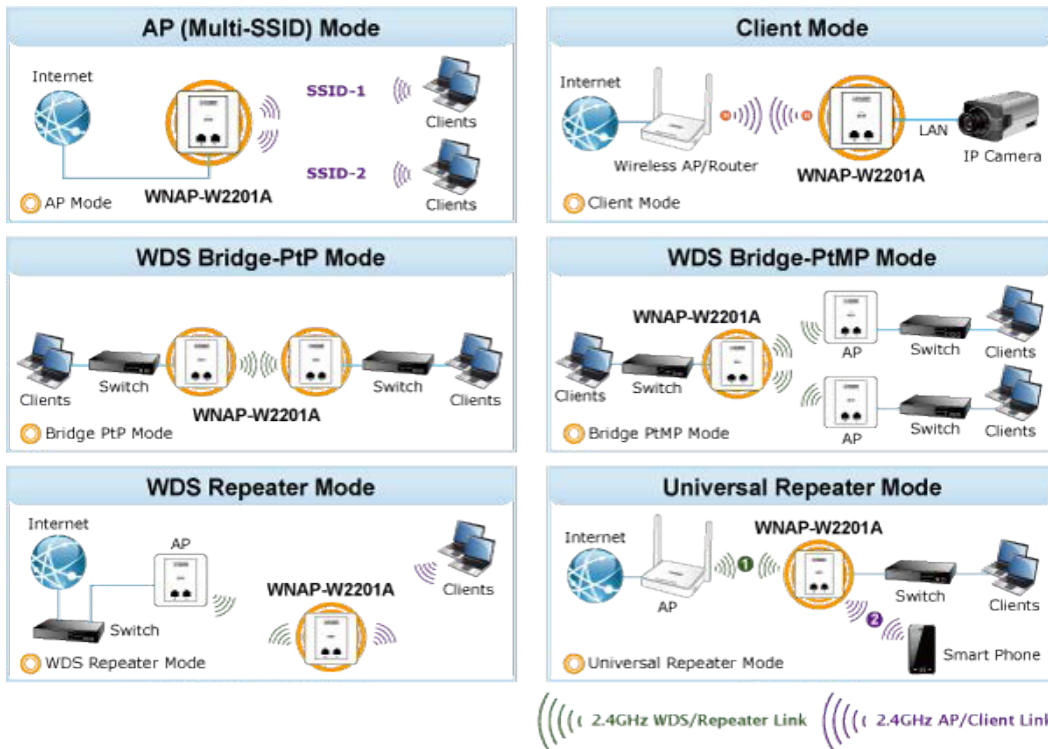 AP (Multi-SSID) Mode
Internet
SSID-1
Clients
SSID-2
WNAP-W2201A
Clients
AP Mode
Client Mode
Internet
Wireless AP/Router
LAN
IP Camera
WNAP-W2201A
Client Mode
WDS Bridge-PtP Mode
Clients
Switch
WNAP-W2201A
Switch
Clients
Bridge PtP Mode
WDS Bridge-PtMP Mode
WNAP-W2201A
AP
Switch
Clients
Clients
Switch
AP
Switch
Clients
Bridge PtMP Mode
WDS Repeater Mode
Internet
AP
Clients
WNAP-W2201A
Switch
WDS Repeater Mode
Universal Repeater Mode
Internet
WNAP-W2201A
1
AP
Switch
Clients
2
Smart Phone
Universal Repeater Mode
2.4GHz WDS/Repeater Link
2.4GHz AP/Client Link